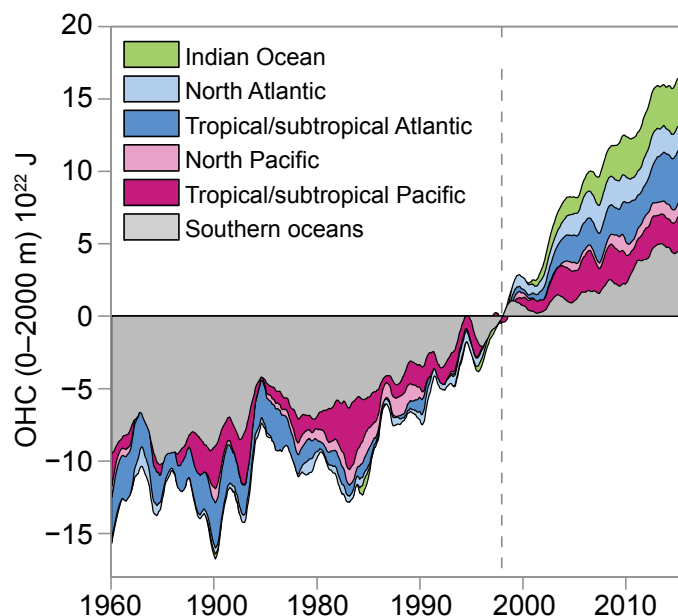 20
15
10
5
0
−5
−10
−15
OHC (0–2000 m) 10²² J
Indian Ocean
North Atlantic
Tropical/subtropical Atlantic
North Pacific
Tropical/subtropical Pacific
Southern oceans
1960 1900 1980 1990 2000 2010